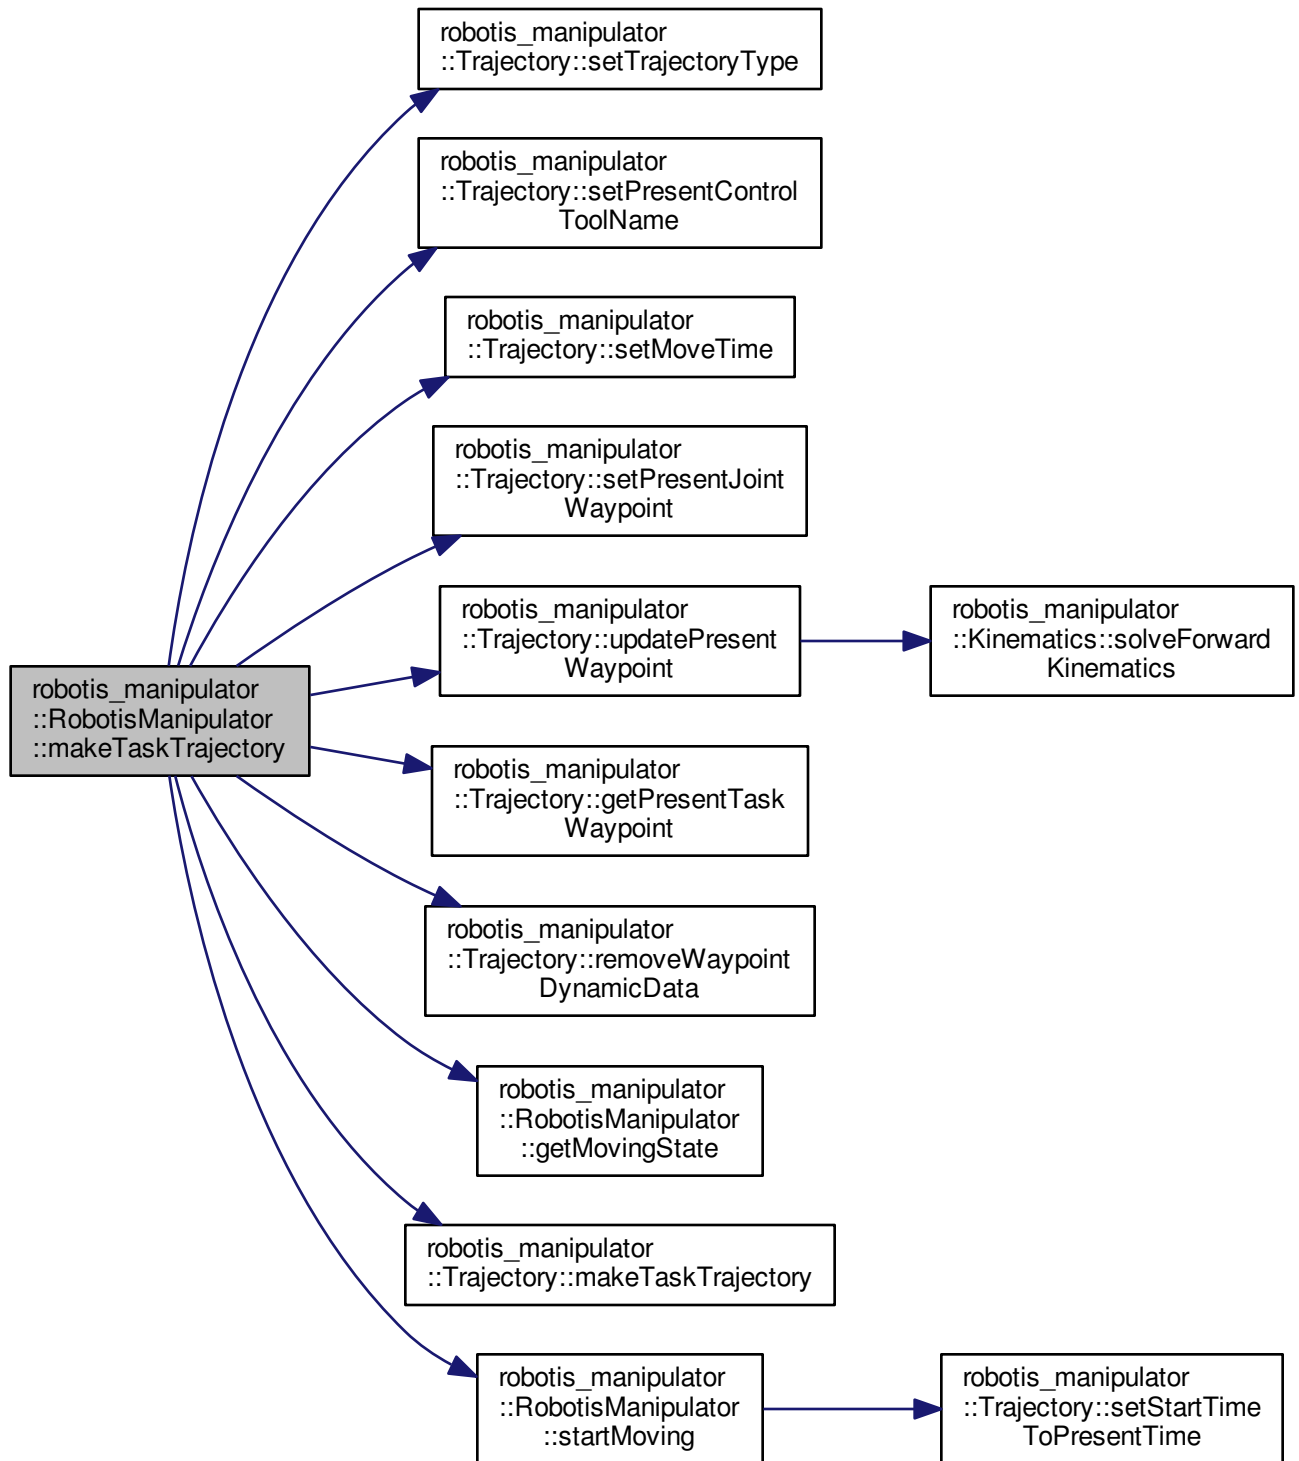 robotis_manipulator
::Trajectory::setTrajectoryType
robotis_manipulator
::Trajectory::setPresentControl
ToolName
robotis_manipulator
::Trajectory::setMoveTime
robotis_manipulator
::Trajectory::setPresentJoint
Waypoint
robotis_manipulator
::Trajectory::updatePresent
Waypoint
robotis_manipulator
::Kinematics::solveForward
Kinematics
robotis_manipulator
::RobotisManipulator
::makeTaskTrajectory
robotis_manipulator
::Trajectory::getPresentTask
Waypoint
robotis_manipulator
::Trajectory::removeWaypoint
DynamicData
robotis_manipulator
::RobotisManipulator
::getMovingState
robotis_manipulator
::Trajectory::makeTaskTrajectory
robotis_manipulator
::RobotisManipulator
::startMoving
robotis_manipulator
::Trajectory::setStartTime
ToPresentTime